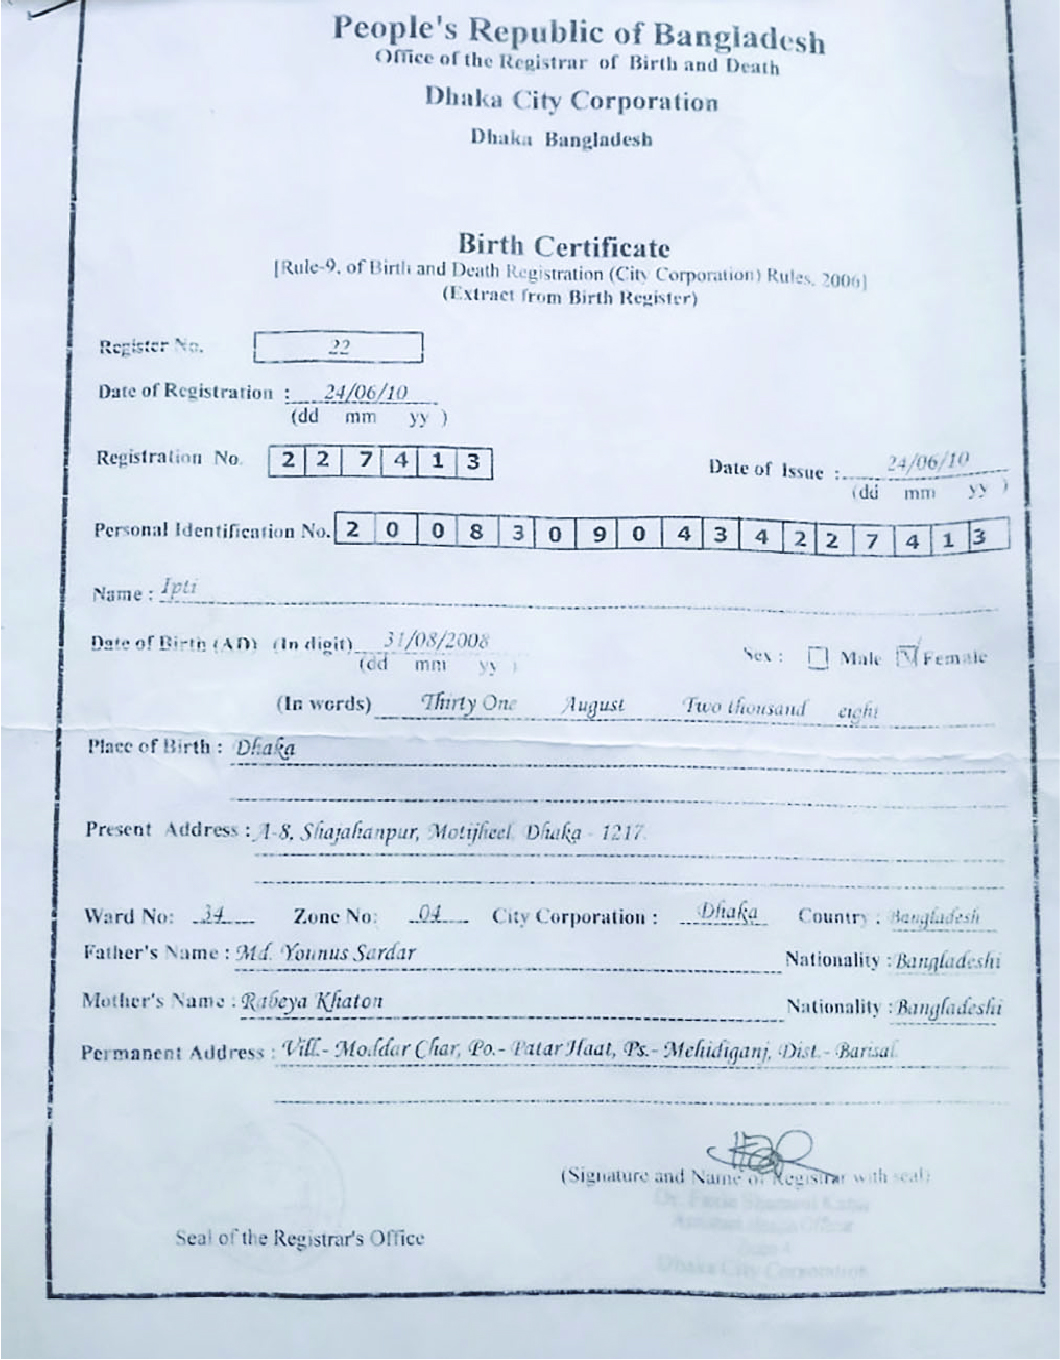 People's Republic of Bangladesh
Office of the Registrar of Birth and Death
Dhaka City Corporation
Dhaka Bangladesh
Birth Certificate
[Rule-9, of Birth and Death Registration (City Corporation) Rules, 2006]
(Extract from Birth Register)
Register No. 22
Date of Registration : 24/06/10
(dd mm yy )
Registration No. 2 2 7 4 1 3
Date of Issue : 24/06/10
(dd mm yy )
Personal Identification No. 2 0 0 8 3 0 9 0 4 3 4 2 2 7 4 1 3
Name : Ipti
Date of Birth (AD) (In digit) 31/08/2008 Sex : Male Female
(dd mm yy )
(In words) Thirty One August Two thousand eight
Place of Birth : Dhaka
Present Address : A-8, Shajahanpur, Motijheel, Dhaka - 1217.
Ward No: 34 Zone No: 04 City Corporation : Dhaka Country : Bangladesh
Father's Name : Md. Younus Sardar Nationality : Bangladeshi
Mother's Name : Rabeya Khaton Nationality : Bangladeshi
Permanent Address : Vill.- Moddar Char, Po.- Patar Haat, Ps.- Mehidiganj, Dist.- Barisal.
(Signature and Name of Registrar with seal)
Dhaka City Corporation
Seal of the Registrar's Office